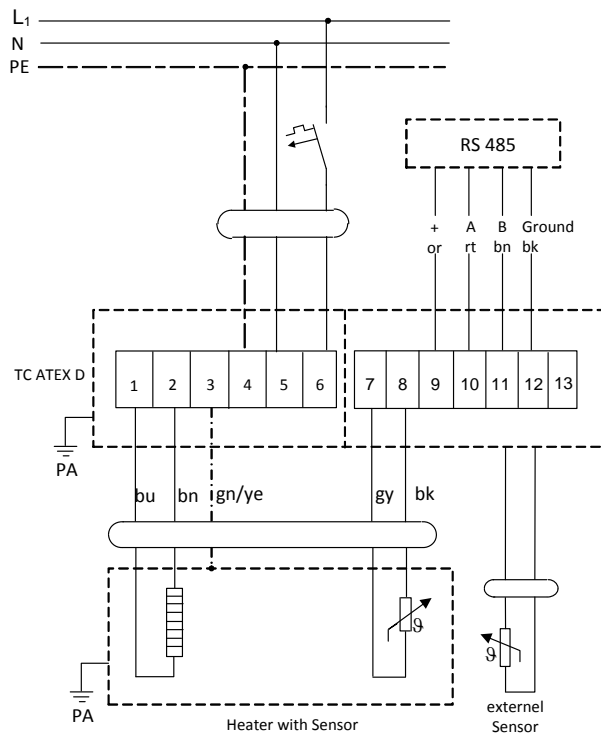 L1
N
PE
RS 485
+ A B Ground
or rt bn bk
TC ATEX D
1 2 3 4 5 6 7 8 9 10 11 12 13
PA
bu bn gn/ye gy bk
ϑ
ϑ
PA
Heater with Sensor
externel
Sensor